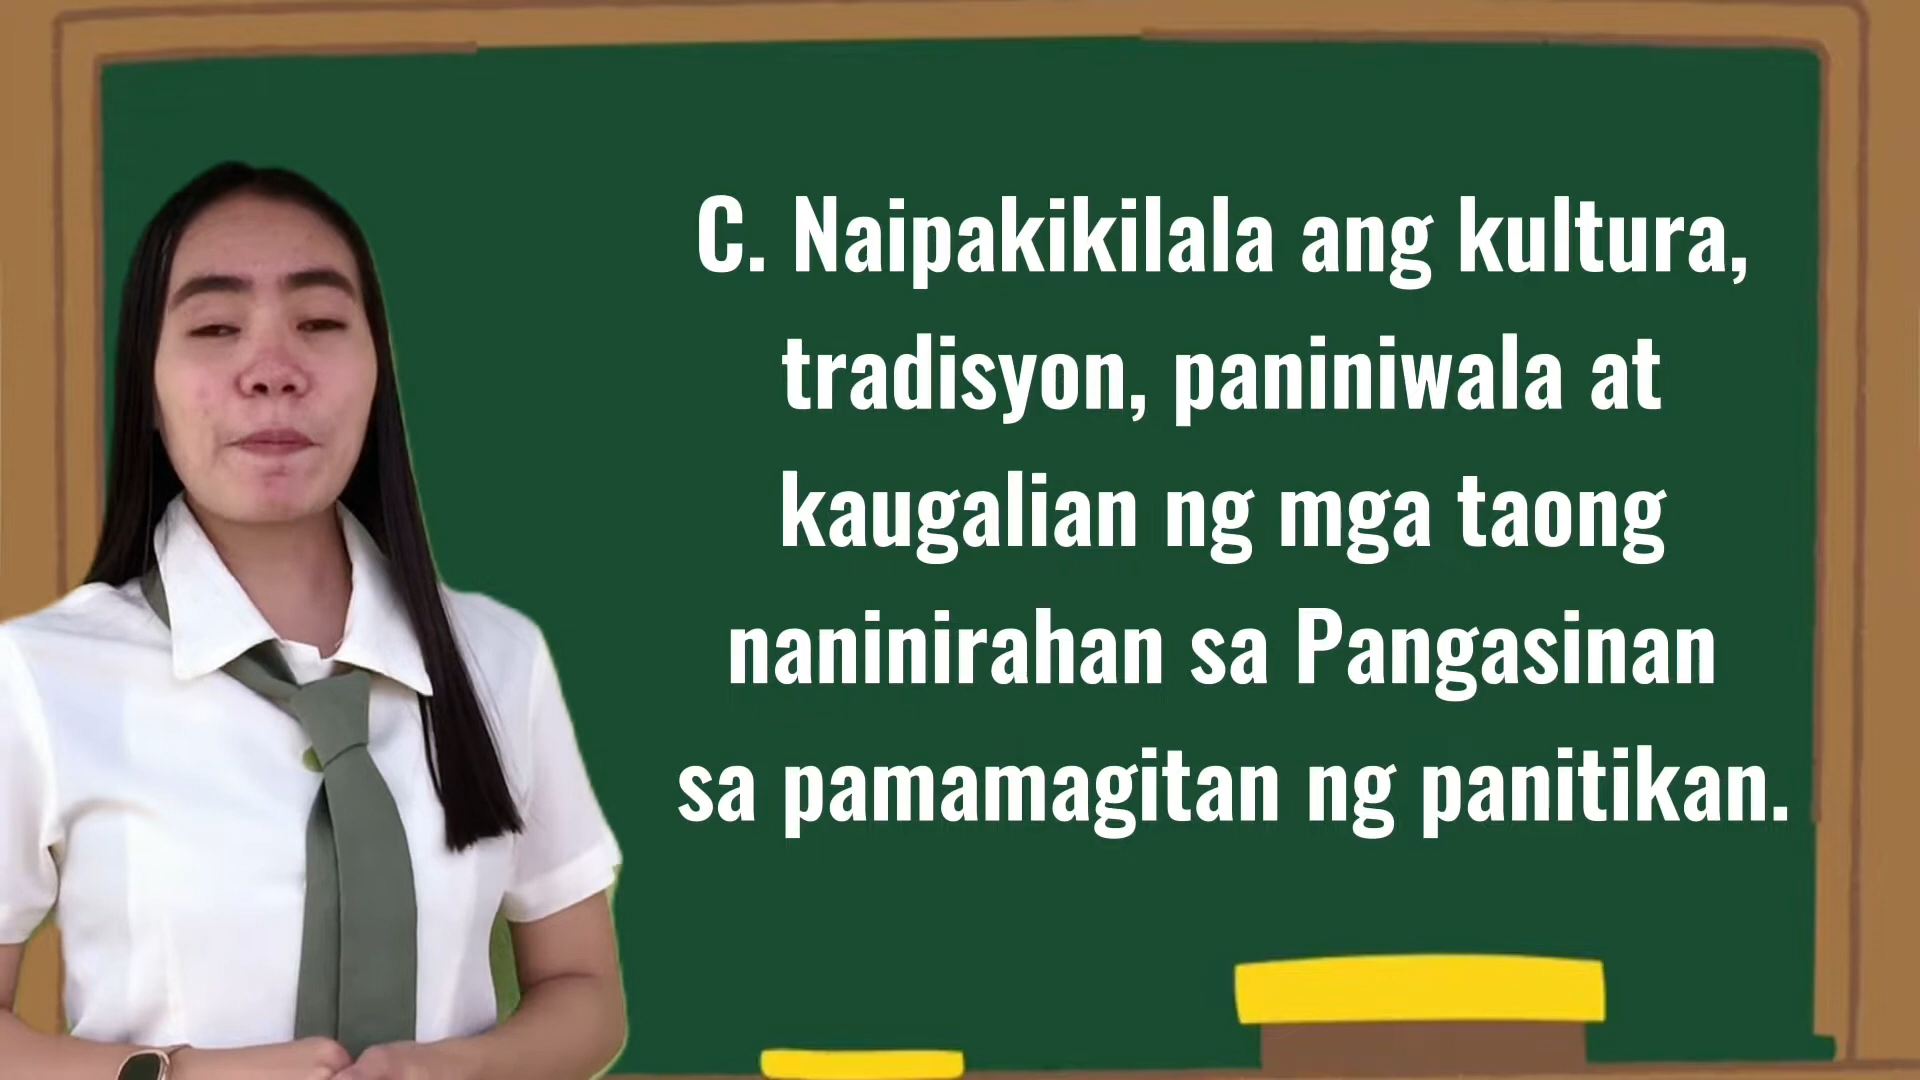 C. Naipakikilala ang kultura,
tradisyon, paniniwala at
kaugalian ng mga taong
naninirahan sa Pangasinan
sa pamamagitan ng panitikan.